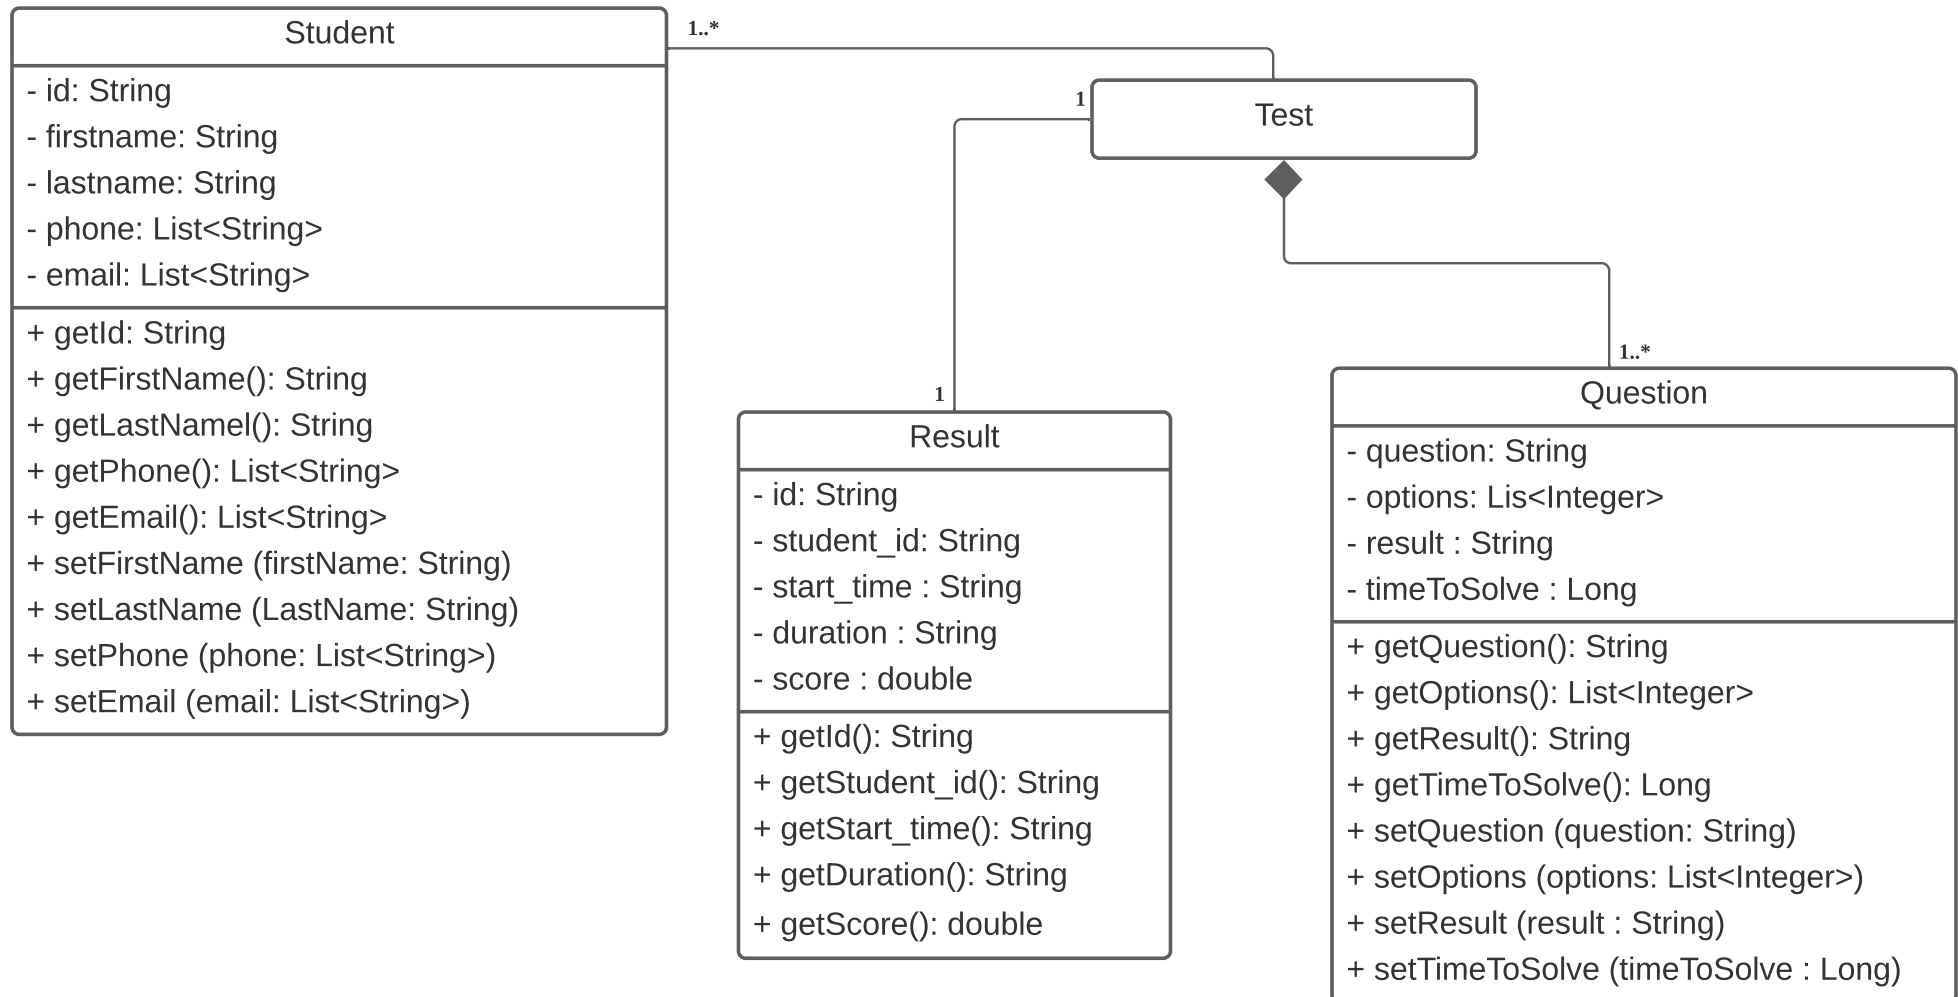 Student
- id: String
- firstname: String
- lastname: String
- phone: List<String>
- email: List<String>
+ getId: String
+ getFirstName(): String
+ getLastNamel(): String
+ getPhone(): List<String>
+ getEmail(): List<String>
+ setFirstName (firstName: String)
+ setLastName (LastName: String)
+ setPhone (phone: List<String>)
+ setEmail (email: List<String>)
1..*
Test
1
1
Result
- id: String
- student_id: String
- start_time : String
- duration : String
- score : double
+ getId(): String
+ getStudent_id(): String
+ getStart_time(): String
+ getDuration(): String
+ getScore(): double
1..*
Question
- question: String
- options: Lis<Integer>
- result : String
- timeToSolve : Long
+ getQuestion(): String
+ getOptions(): List<Integer>
+ getResult(): String
+ getTimeToSolve(): Long
+ setQuestion (question: String)
+ setOptions (options: List<Integer>)
+ setResult (result : String)
+ setTimeToSolve (timeToSolve : Long)